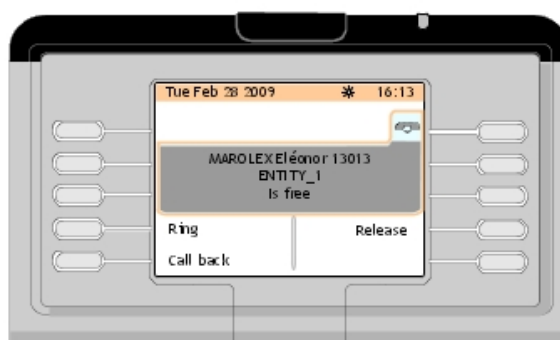 Tue Feb 28 2009 16:13
MAROLEX Eléonor 13013
ENTITY_1
Is free
Ring Release
Call back